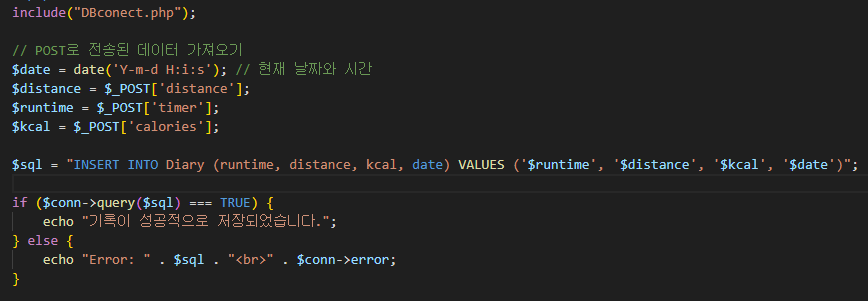 include("DBconect.php");
// POST로 전송된 데이터 가져오기
$date = date('Y-m-d H:i:s'); // 현재 날짜와 시간
$distance = $_POST['distance'];
$runtime = $_POST['timer'];
$kcal = $_POST['calories'];
$sql = "INSERT INTO Diary (runtime, distance, kcal, date) VALUES ('$runtime', '$distance', '$kcal', '$date')";
if ($conn->query($sql) === TRUE) {
    echo "기록이 성공적으로 저장되었습니다.";
} else {
    echo "Error: " . $sql . "<br>" . $conn->error;
}